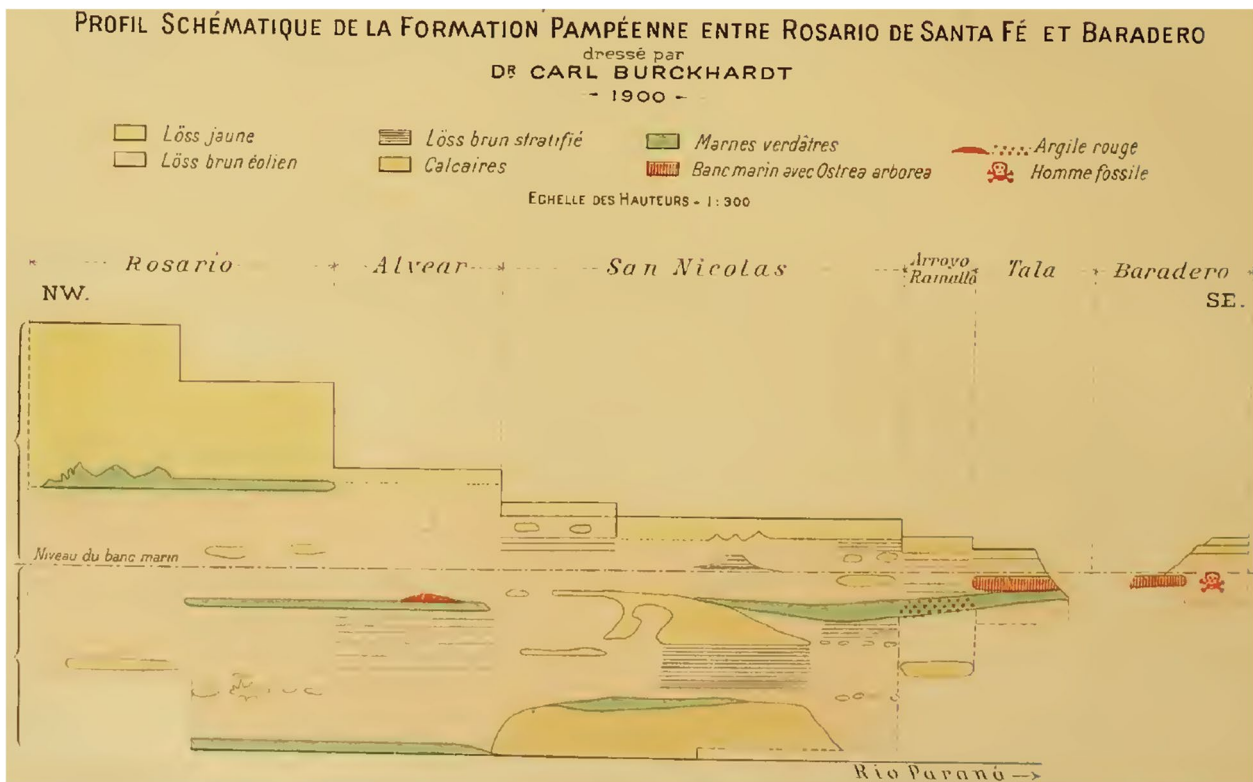 PROFIL SCHÉMATIQUE DE LA FORMATION PAMPÉENNE ENTRE ROSARIO DE SANTA FÉ ET BARADERO
dressé par
DR CARL BURCKHARDT
- 1900 -
Löss jaune
Löss brun stratifié
Marnes verdâtres
Argile rouge
Löss brun éolien
Calcaires
Banc marin avec Ostrea arborea
Homme fossile
ECHELLE DES HAUTEURS - 1:300
Rosario
Alvear
San Nicolas
Arroyo
Ramallo
Tala
Baradero
NW.
SE.
Niveau du banc marin
Rio Paraná